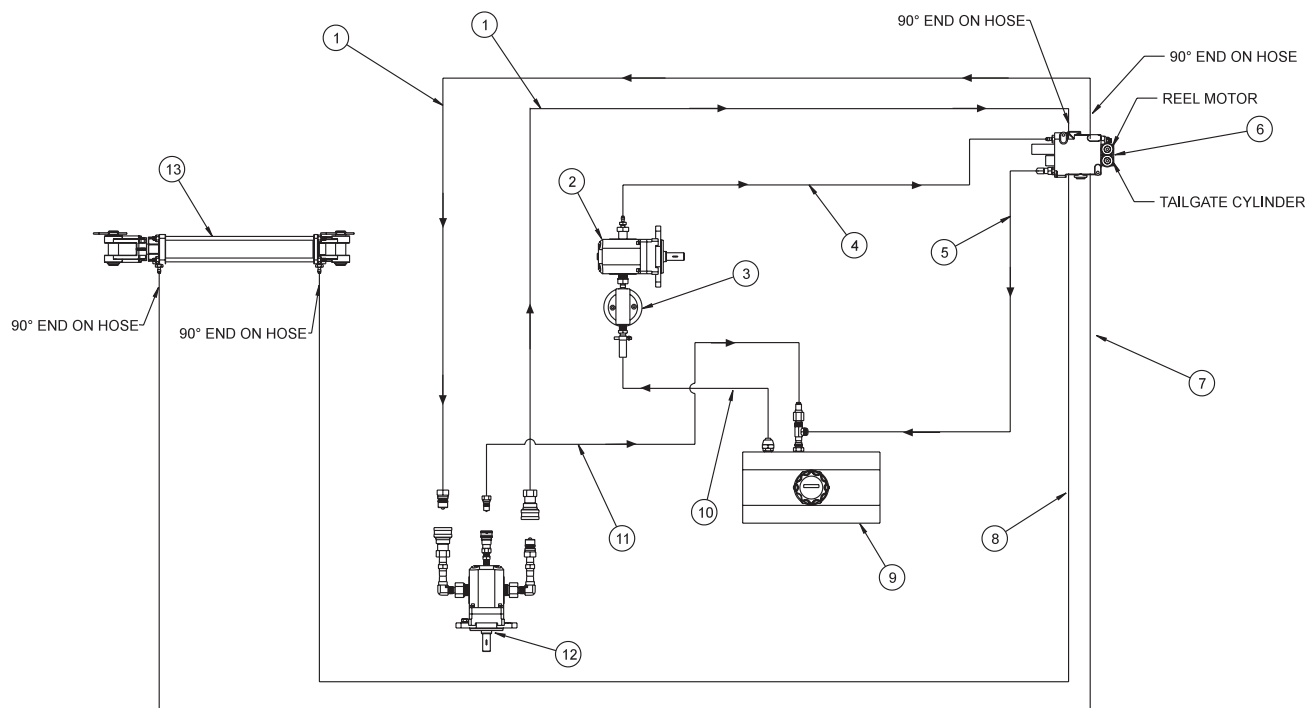 90° END ON HOSE
1
1
90° END ON HOSE
REEL MOTOR
6
13
2
TAILGATE CYLINDER
4
5
3
90° END ON HOSE
90° END ON HOSE
7
10
11
8
9
12